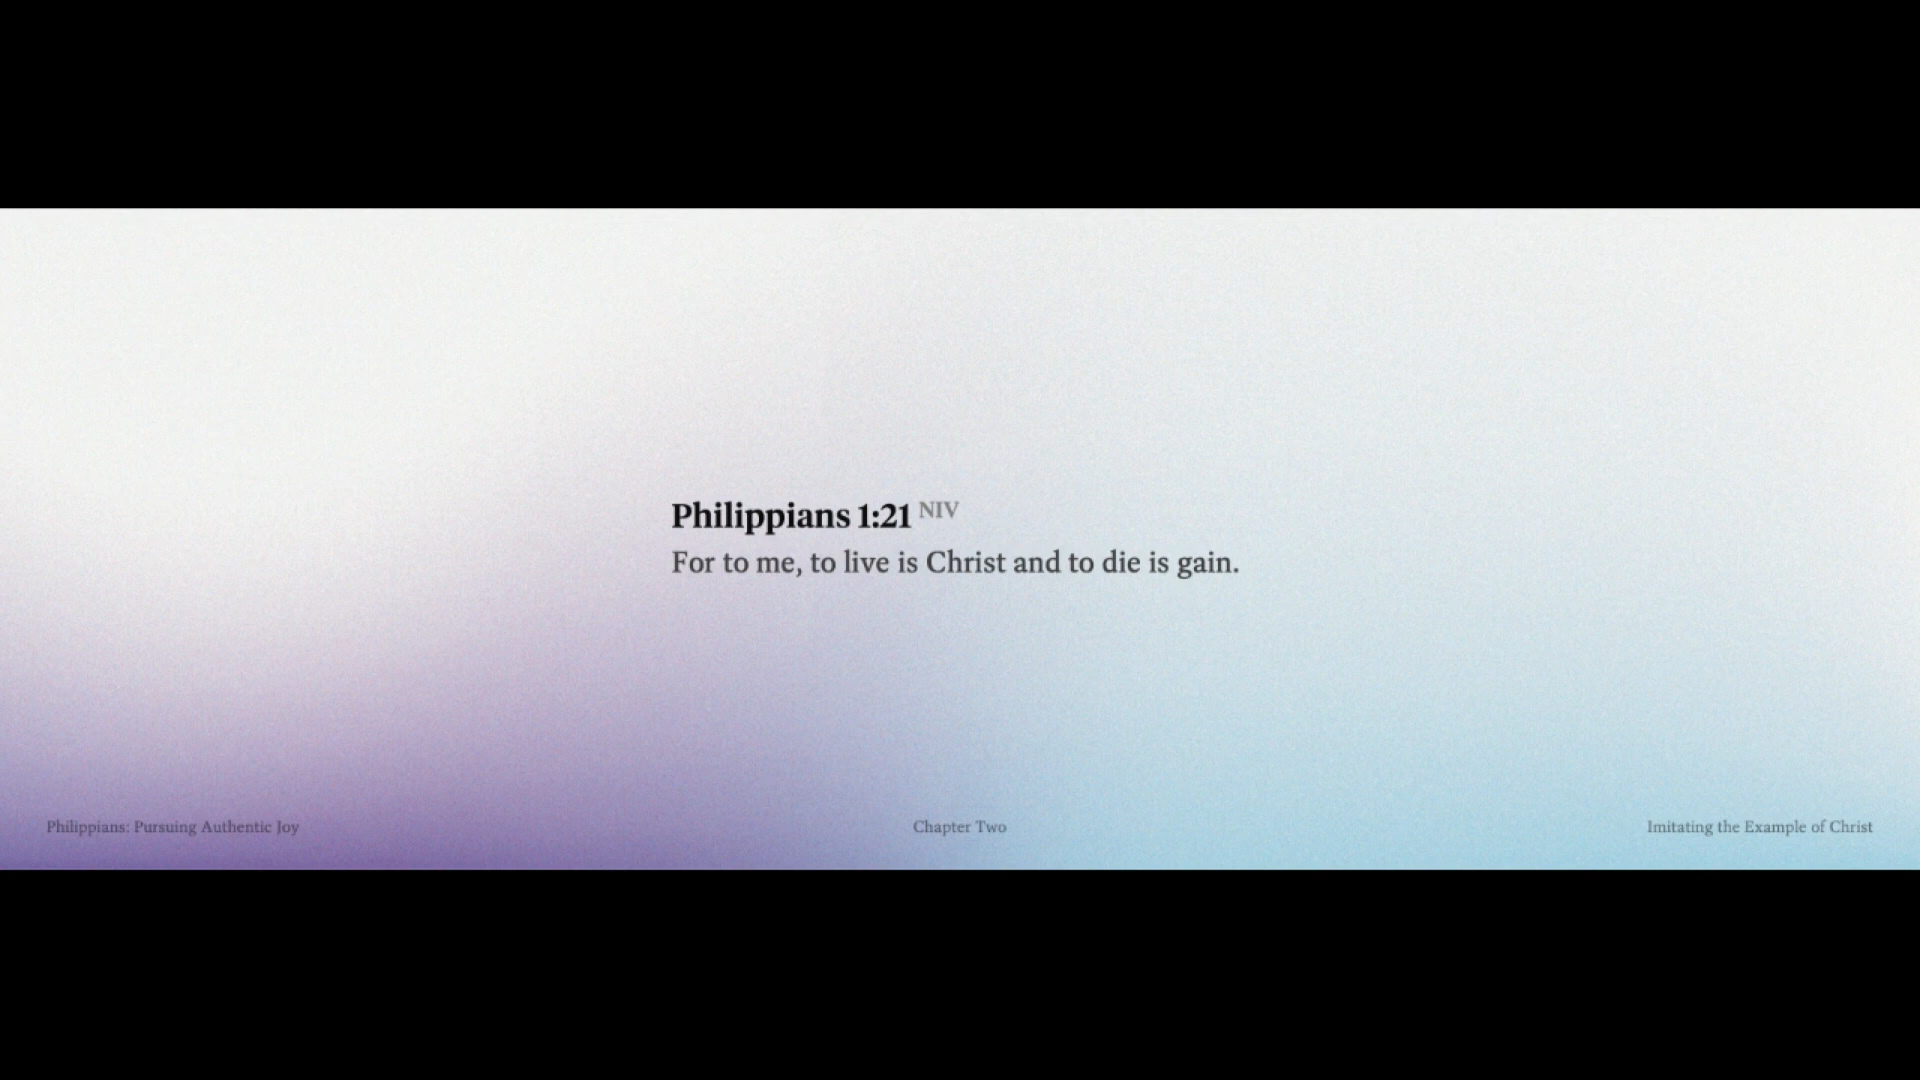 Philippians 1:21 NIV
For to me, to live is Christ and to die is gain.
Philippians: Pursuing Authentic Joy
Chapter Two
Imitating the Example of Christ